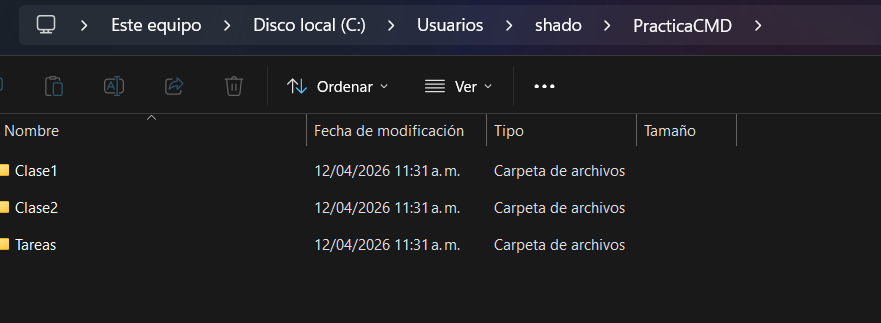 Este equipo > Disco local (C:) > Usuarios > shado > PracticaCMD >
Ordenar Ver ...
Nombre Fecha de modificación Tipo Tamaño
Clase1 12/04/2026 11:31 a. m. Carpeta de archivos
Clase2 12/04/2026 11:31 a. m. Carpeta de archivos
Tareas 12/04/2026 11:31 a. m. Carpeta de archivos